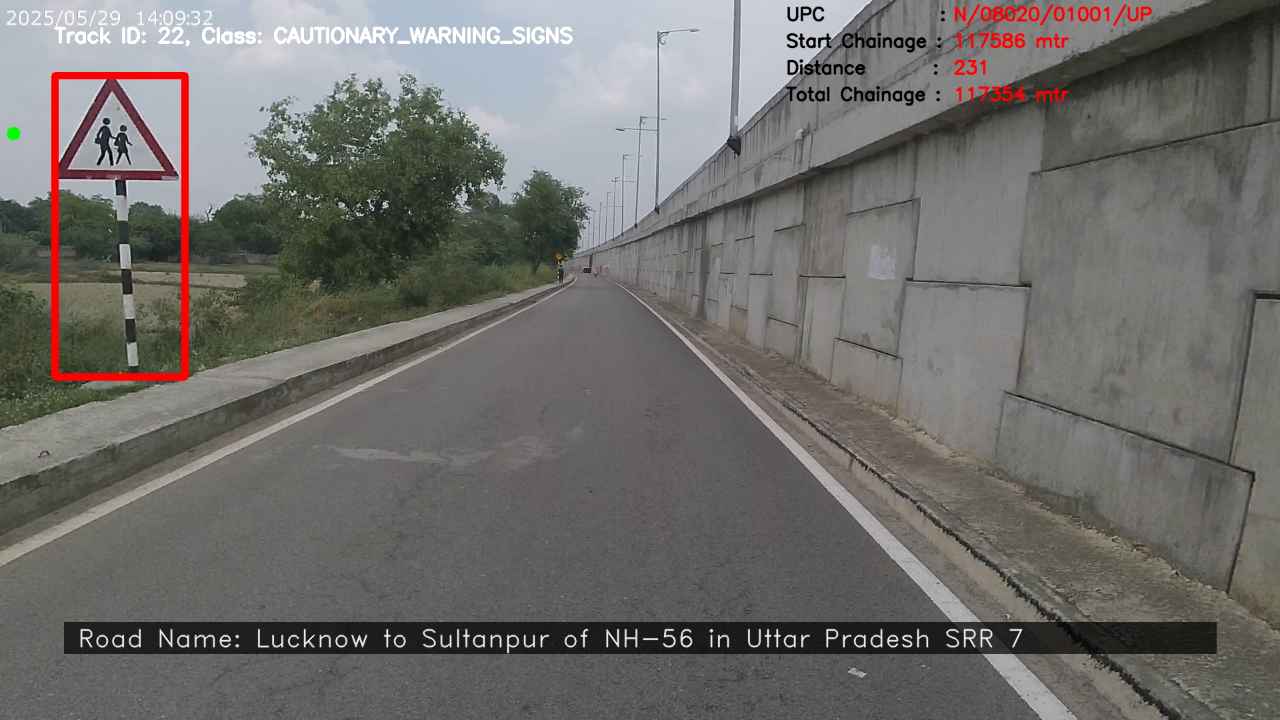 2025/05/29 14:09:32
Track ID: 22, Class: CAUTIONARY_WARNING_SIGNS
UPC : N/08020/01001/UP
Start Chainage : 117586 mtr
Distance : 231
Total Chainage : 117354 mtr
Road Name: Lucknow to Sultanpur of NH-56 in Uttar Pradesh SRR 7